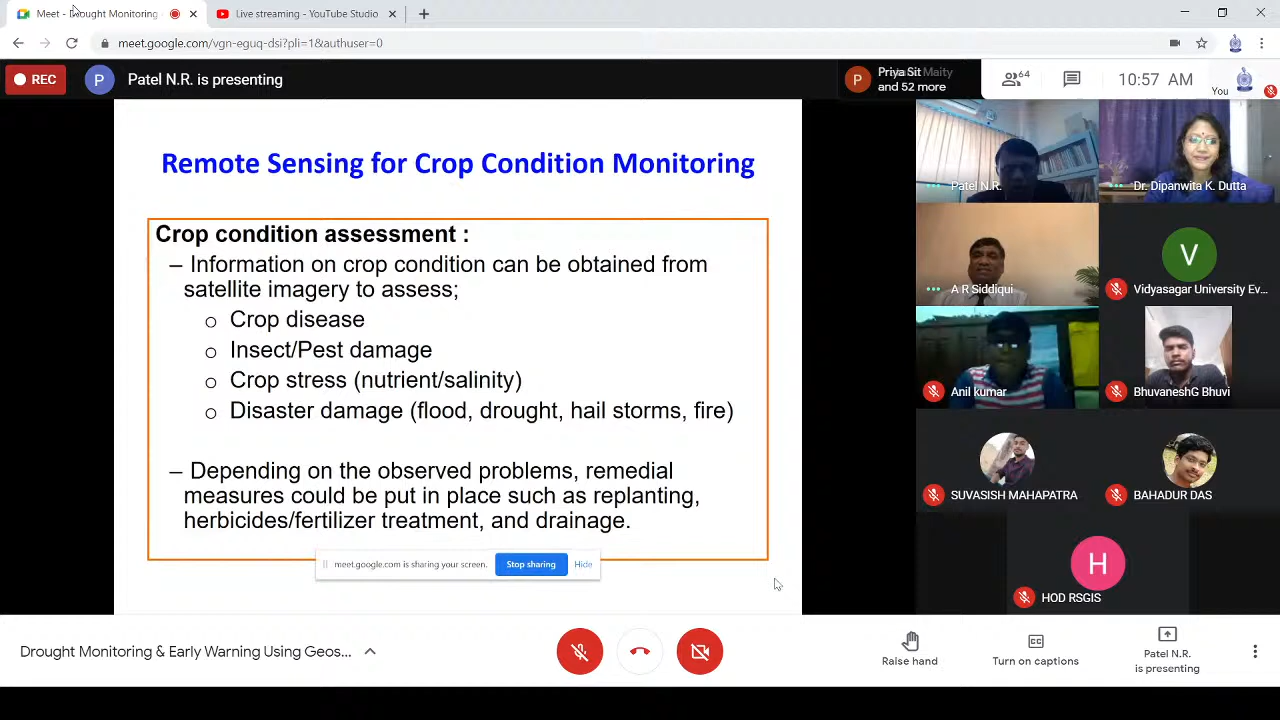 Meet - Drought Monitoring
Live streaming - YouTube Studio
meet.google.com/vgn-eguq-dsi?pli=1&authuser=0
REC
P
Patel N.R. is presenting
P
Priya Sit
Maity
and 52 more
64
10:57 AM
You
Remote Sensing for Crop Condition Monitoring
Crop condition assessment :
– Information on crop condition can be obtained from
satellite imagery to assess;
o Crop disease
o Insect/Pest damage
o Crop stress (nutrient/salinity)
o Disaster damage (flood, drought, hail storms, fire)
– Depending on the observed problems, remedial
measures could be put in place such as replanting,
herbicides/fertilizer treatment, and drainage.
meet.google.com is sharing your screen.
Stop sharing
Hide
Patel N.R.
Dr. Dipanwita K. Dutta
A R Siddiqui
V
Vidyasagar University Ev...
Anil kumar
BhuvaneshG Bhuvi
SUVASISH MAHAPATRA
BAHADUR DAS
H
HOD RSGIS
Drought Monitoring & Early Warning Using Geos...
Raise hand
Turn on captions
Patel N.R.
is presenting